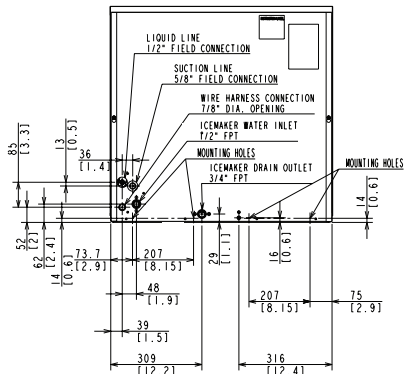 LIQUID LINE
1/2" FIELD CONNECTION
SUCTION LINE
5/8" FIELD CONNECTION
WIRE HARNESS CONNECTION
7/8" DIA. OPENING
ICEMAKER WATER INLET
1/2" FPT
MOUNTING HOLES
ICEMAKER DRAIN OUTLET
3/4" FPT
MOUNTING HOLES
85
[3.3]
13
[0.5]
36
[1.4]
52
[2]
62
[2.4]
14
[0.6]
73.7
[2.9]
207
[8.15]
29
[1.1]
16
[0.6]
14
[0.6]
48
[1.9]
207
[8.15]
75
[2.9]
39
[1.5]
309
[12.2]
316
[12.4]